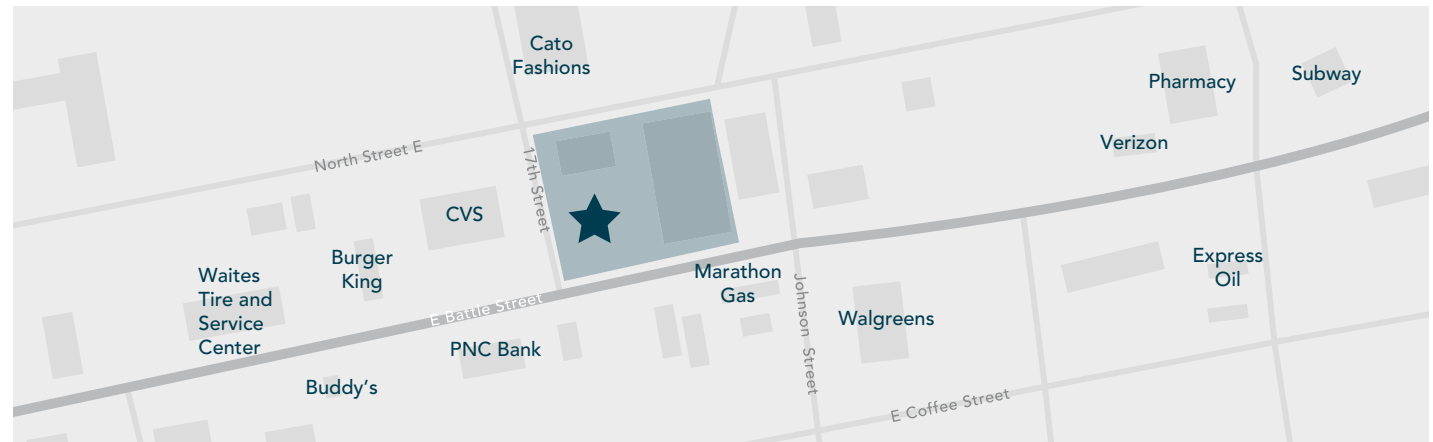 Cato
Fashions
Pharmacy
Subway
Verizon
North Street E
17th Street
CVS
Burger
King
Waites
Tire and
Service
Center
Express
Oil
Marathon
Gas
E Battle Street
Johnson Street
Walgreens
PNC Bank
Buddy’s
E Coffee Street